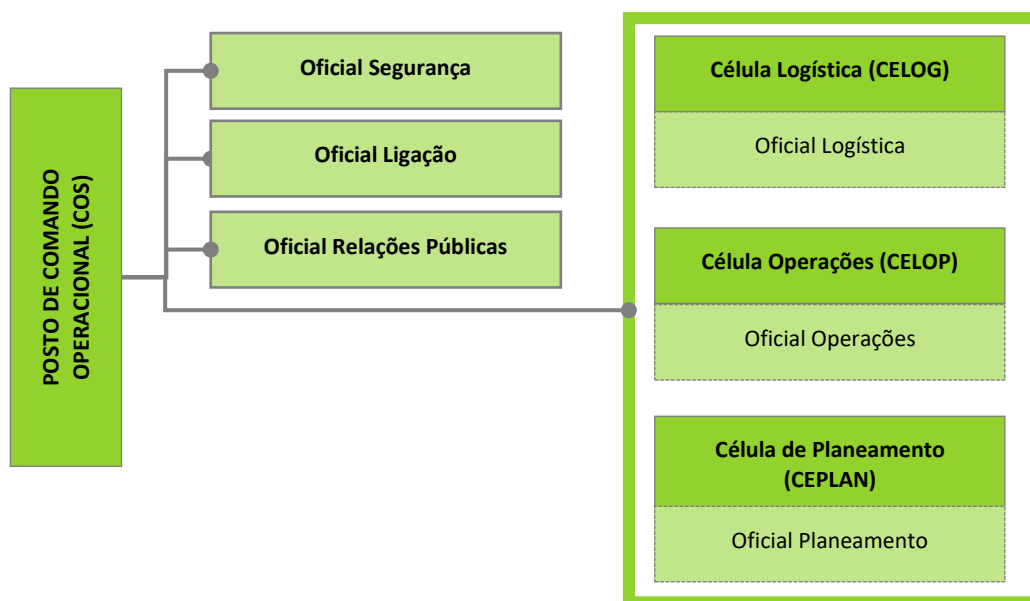 POSTO DE COMANDO
OPERACIONAL (COS)
Oficial Segurança
Oficial Ligação
Oficial Relações Públicas
Célula Logística (CELOG)
Oficial Logística
Célula Operações (CELOP)
Oficial Operações
Célula de Planeamento
(CEPLAN)
Oficial Planeamento